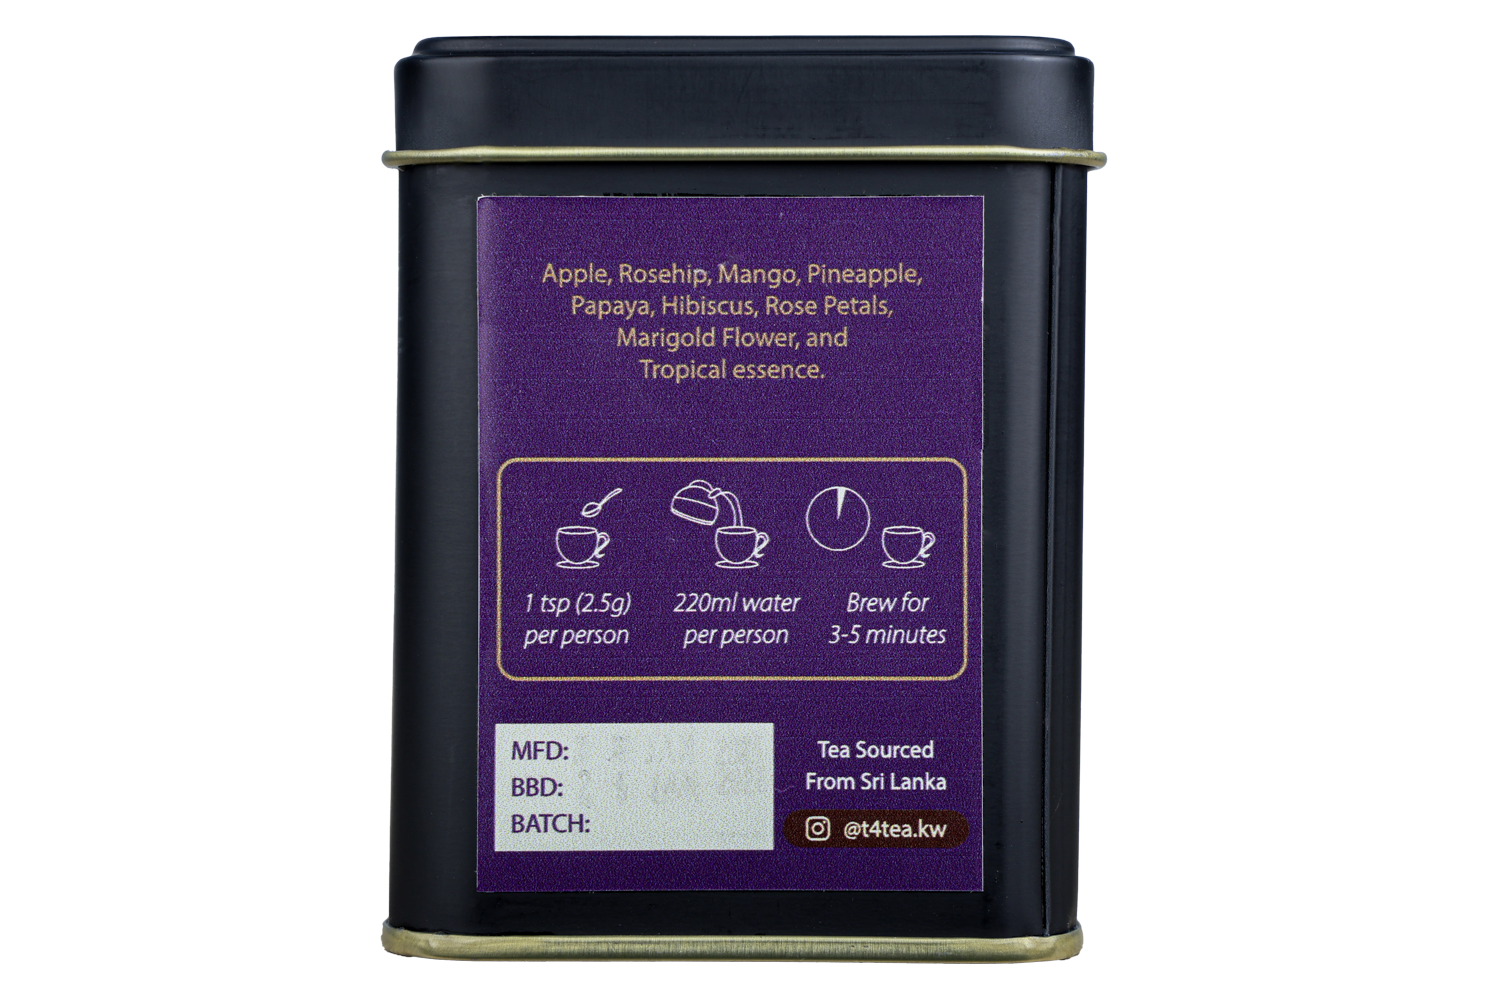 Apple, Rosehip, Mango, Pineapple,
Papaya, Hibiscus, Rose Petals,
Marigold Flower, and
Tropical essence.
1 tsp (2.5g)
per person
220ml water
per person
Brew for
3-5 minutes
MFD:
BBD:
BATCH:
Tea Sourced
From Sri Lanka
@t4tea.kw